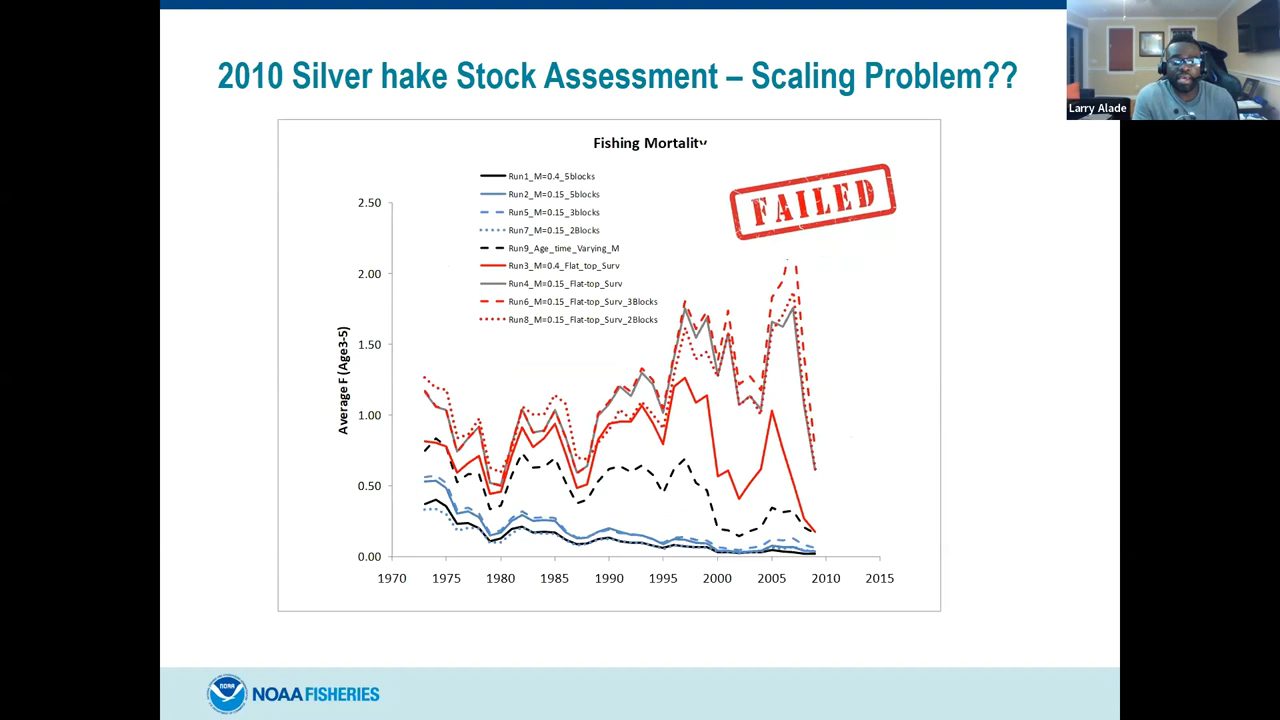 2010 Silver hake Stock Assessment – Scaling Problem??
Larry Alade
Fishing Mortality
FAILED
Run1_M=0.4_5blocks
Run2_M=0.15_5blocks
Run5_M=0.15_3blocks
Run7_M=0.15_2Blocks
Run9_Age_time_Varying_M
Run3_M=0.4_Flat_top_Surv
Run4_M=0.15_Flat-top_Surv
Run6_M=0.15_Flat-top_Surv_3Blocks
Run8_M=0.15_Flat-top_Surv_2Blocks
Average F (Age3-5)
2.50
2.00
1.50
1.00
0.50
0.00
1970 1975 1980 1985 1990 1995 2000 2005 2010 2015
NOAA
NOAA FISHERIES